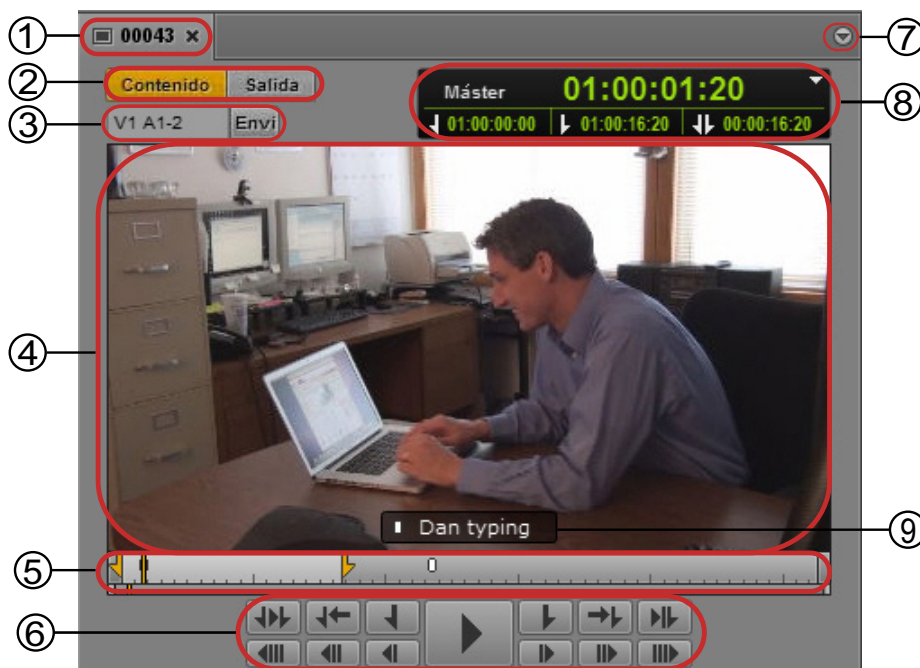 ① 00043 ⑦
② Contenido Salida
Máster 01:00:01:20 ⑧
③ V1 A1-2 Envi
01:00:00:00 01:00:16:20 00:00:16:20
④
Dan typing ⑨
⑤
⑥